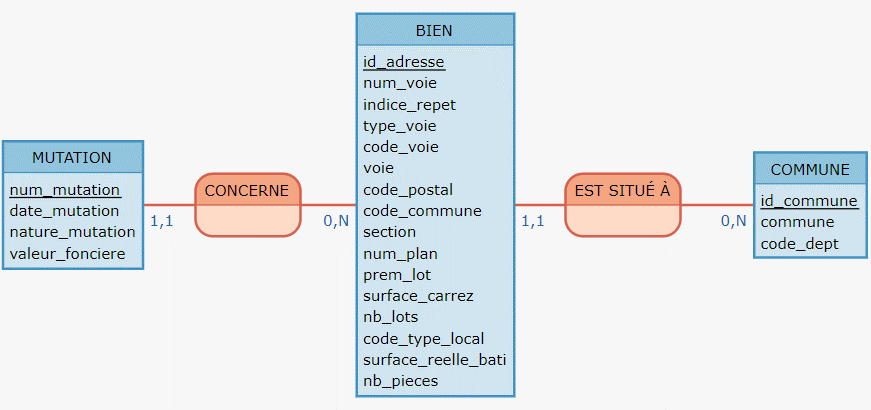 BIEN
id_adresse
num_voie
indice_repet
type_voie
code_voie
voie
code_postal
code_commune
section
num_plan
prem_lot
surface_carrez
nb_lots
code_type_local
surface_reelle_bati
nb_pieces
MUTATION
num_mutation
date_mutation
nature_mutation
valeur_fonciere
1,1
CONCERNE
0,N
1,1
EST SITUÉ À
0,N
COMMUNE
id_commune
commune
code_dept